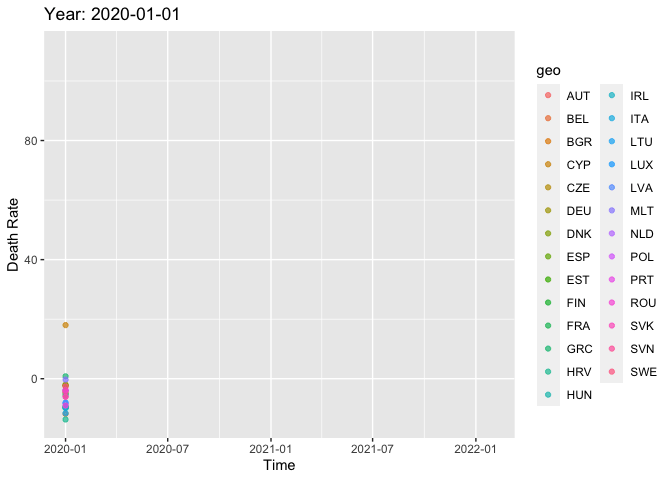 Year: 2020-01-01
Death Rate
80
40
0
2020-01 2020-07 2021-01 2021-07 2022-01
Time
geo
AUT IRL
BEL ITA
BGR LTU
CYP LUX
CZE LVA
DEU MLT
DNK NLD
ESP POL
EST PRT
FIN ROU
FRA SVK
GRC SVN
HRV SWE
HUN